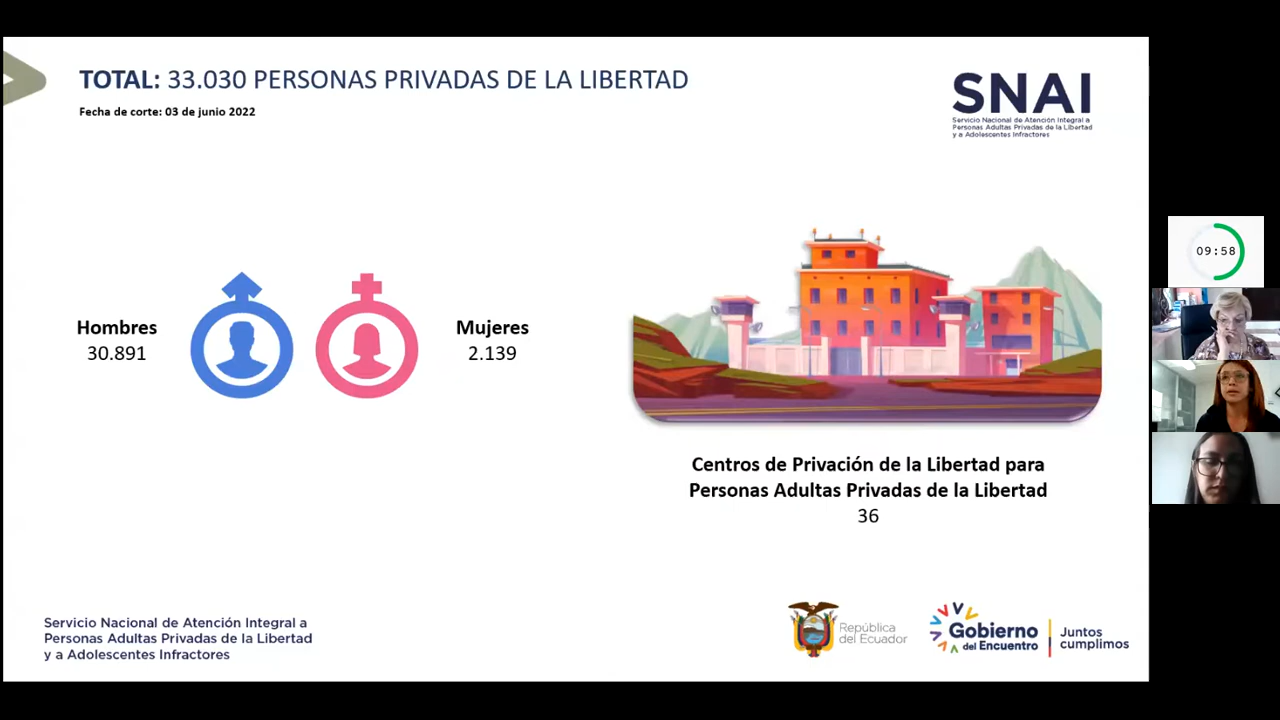 TOTAL: 33.030 PERSONAS PRIVADAS DE LA LIBERTAD
Fecha de corte: 03 de junio 2022
SNAI
Servicio Nacional de Atención Integral a
Personas Adultas Privadas de la Libertad
y a Adolescentes Infractores
09:58
Hombres
30.891
Mujeres
2.139
Centros de Privación de la Libertad para
Personas Adultas Privadas de la Libertad
36
Servicio Nacional de Atención Integral a
Personas Adultas Privadas de la Libertad
y a Adolescentes Infractores
República
del Ecuador
Gobierno
del Encuentro
Juntos
cumplimos